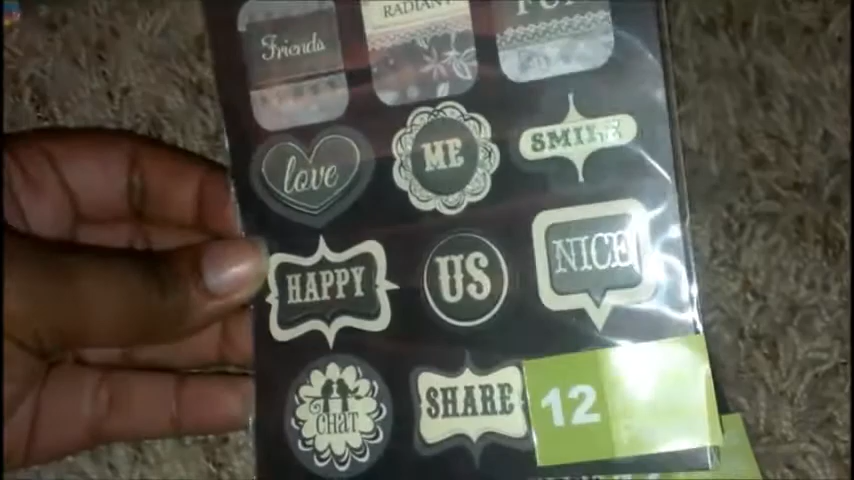 Friends
RADIANT
love
ME
SMILE
HAPPY
US
NICE
CHAT
SHARE
12